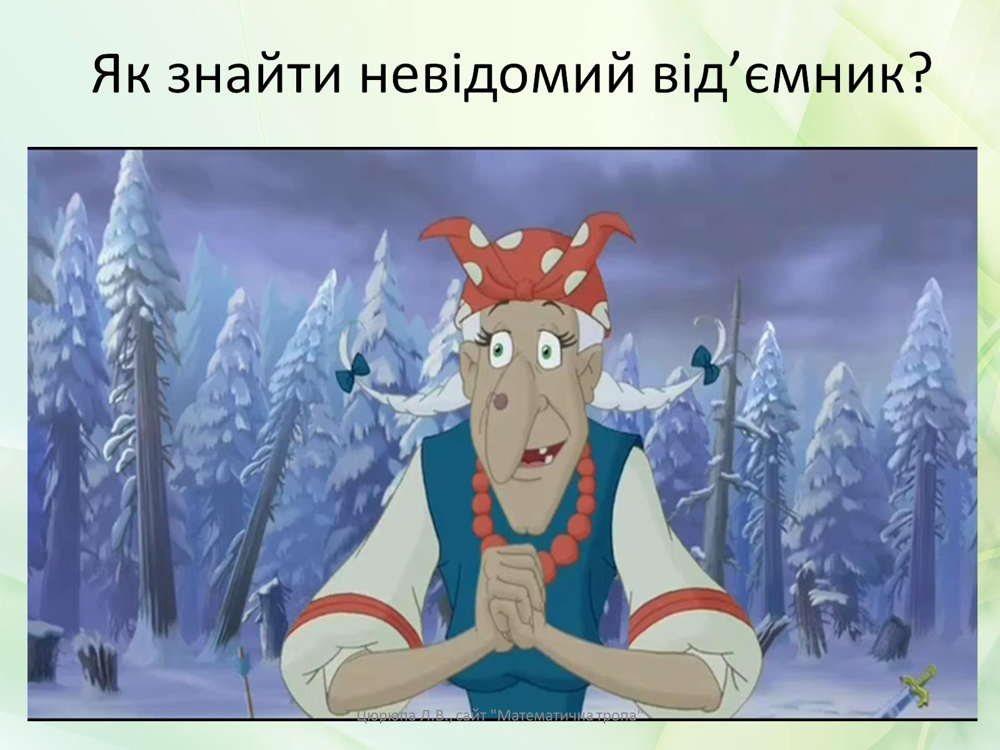 Як знайти невідомий від’ємник?
Цюрюпа Л.В., сайт "Математична тропа"